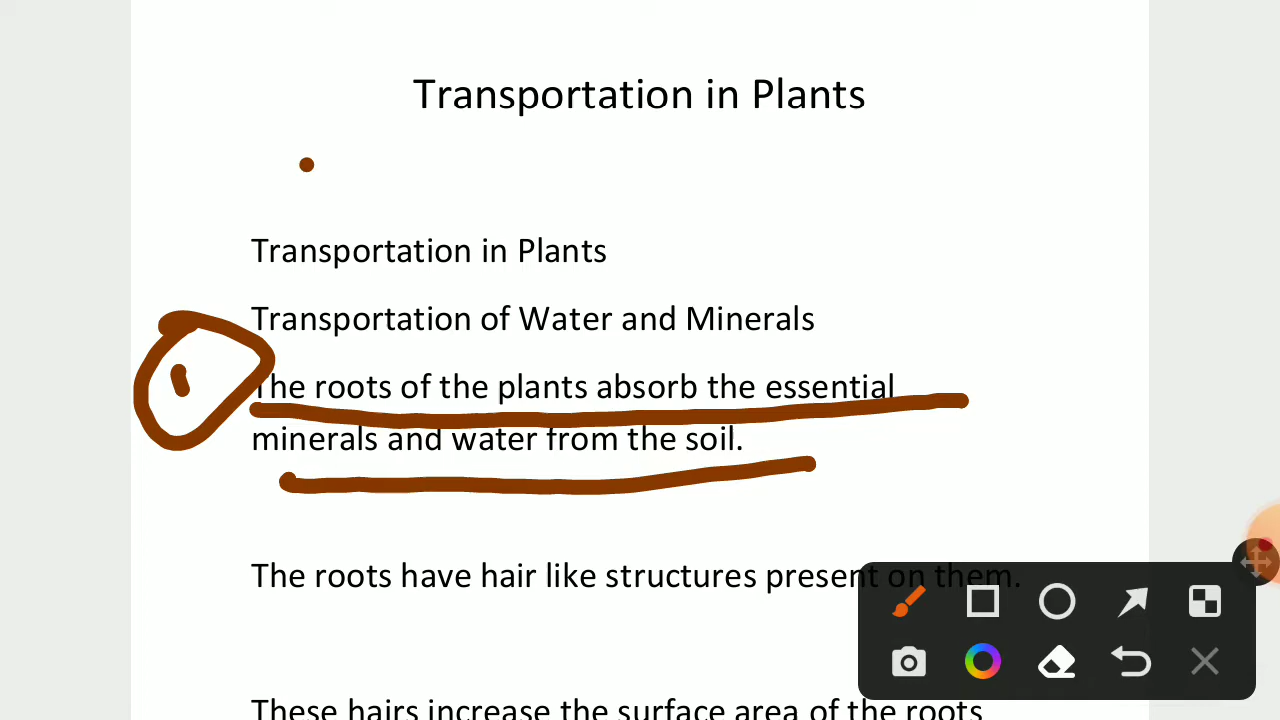 Transportation in Plants
Transportation in Plants
Transportation of Water and Minerals
The roots of the plants absorb the essential
minerals and water from the soil.
The roots have hair like structures present on them.
These hairs increase the surface area of the roots